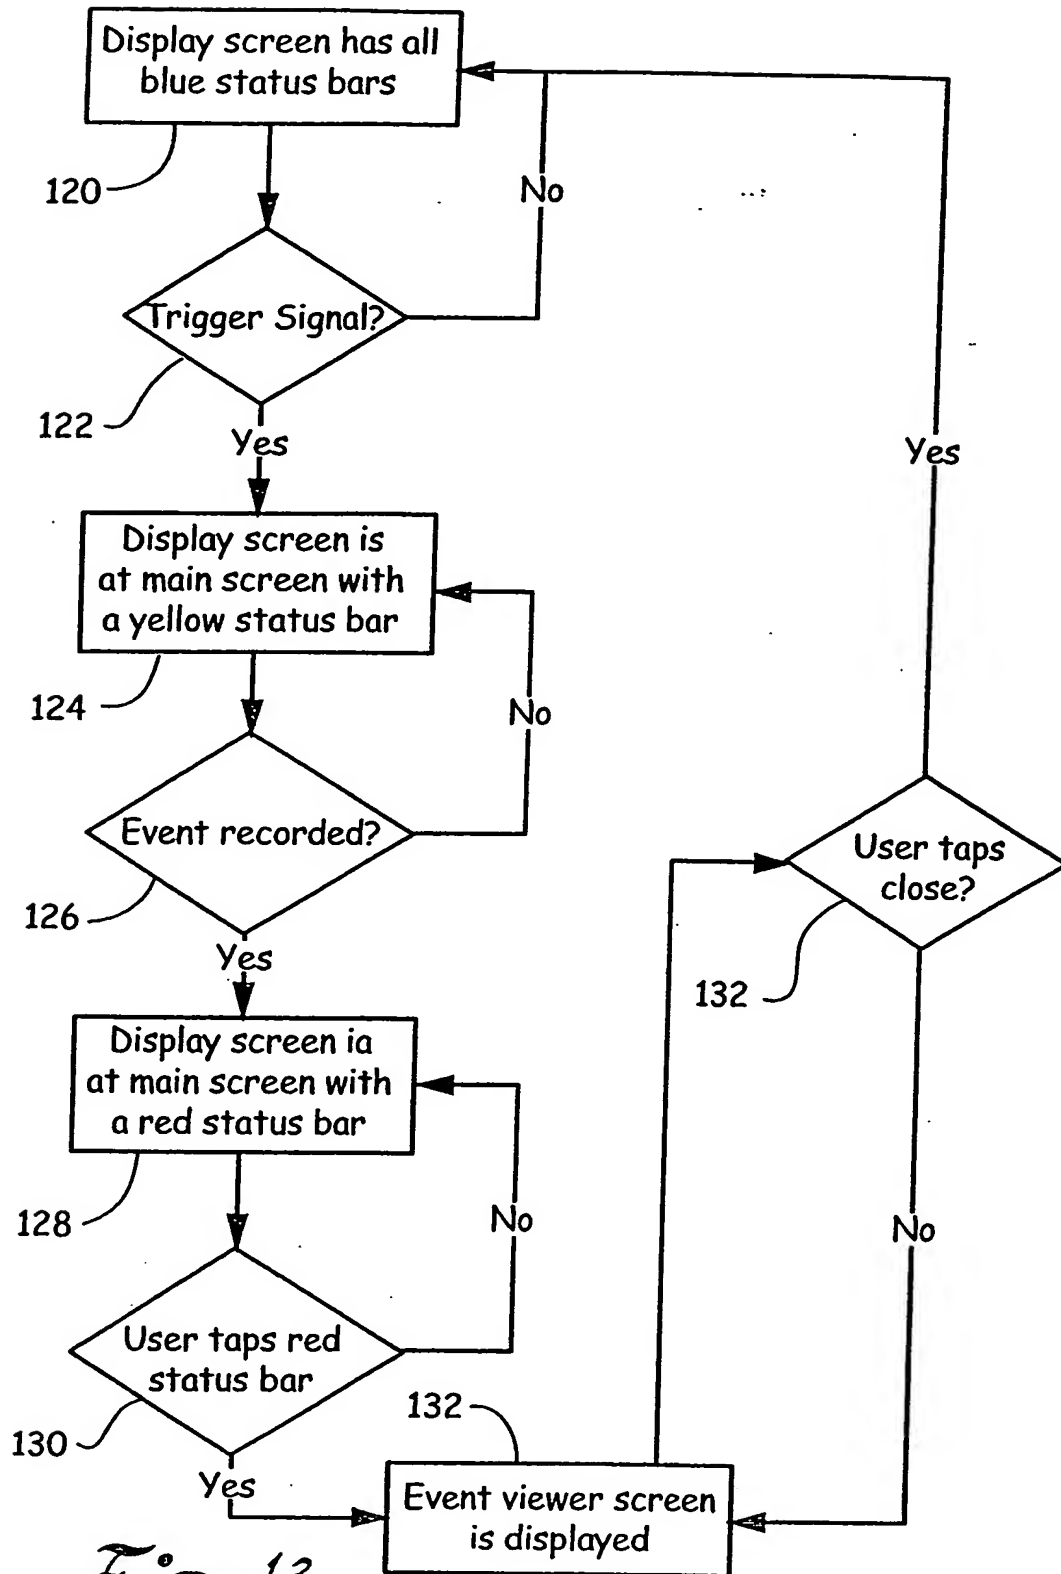 Display screen has all
blue status bars
120
No
Trigger Signal?
122
Yes
Yes
Display screen is
at main screen with
a yellow status bar
124
No
Event recorded?
126
User taps
close?
132
Yes
Display screen ia
at main screen with
a red status bar
128
No
No
User taps red
status bar
130
132
Yes
Event viewer screen
is displayed
Fig. 12